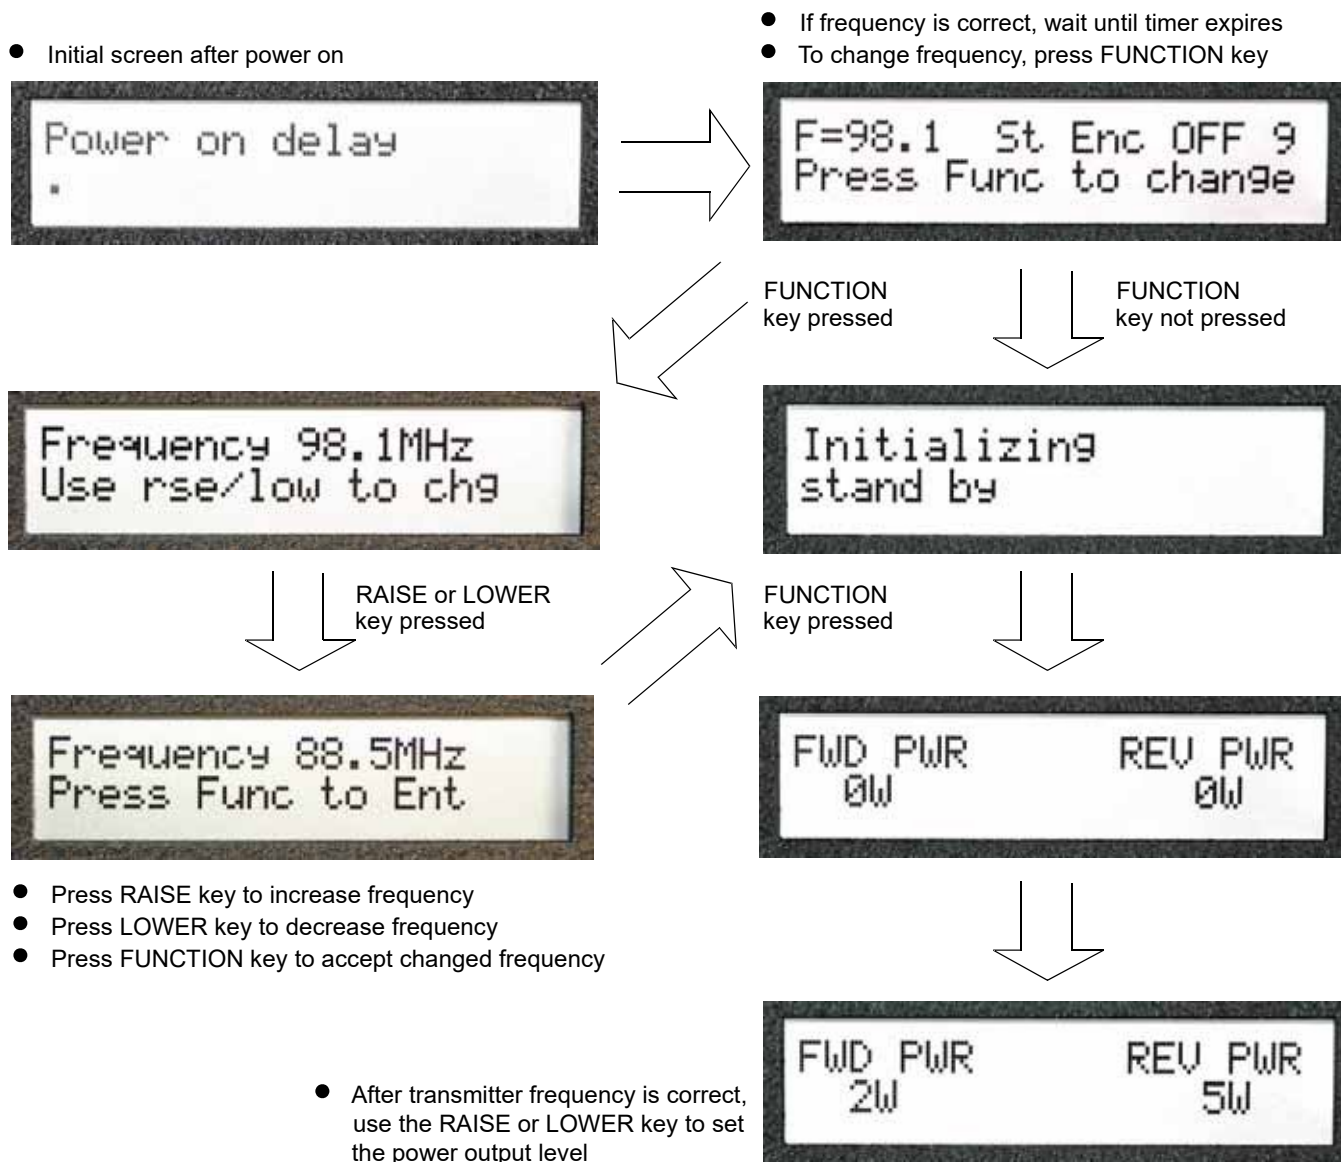 ● If frequency is correct, wait until timer expires
● Initial screen after power on
● To change frequency, press FUNCTION key
Power on delay
.
F=98.1 St Enc OFF 9
Press Func to change
FUNCTION
key pressed
FUNCTION
key not pressed
Frequency 98.1MHz
Use rse/low to chg
Initializing
stand by
RAISE or LOWER
key pressed
FUNCTION
key pressed
Frequency 88.5MHz
Press Func to Ent
FWD PWR REV PWR
0W 0W
● Press RAISE key to increase frequency
● Press LOWER key to decrease frequency
● Press FUNCTION key to accept changed frequency
FWD PWR REV PWR
2W 5W
● After transmitter frequency is correct,
use the RAISE or LOWER key to set
the power output level